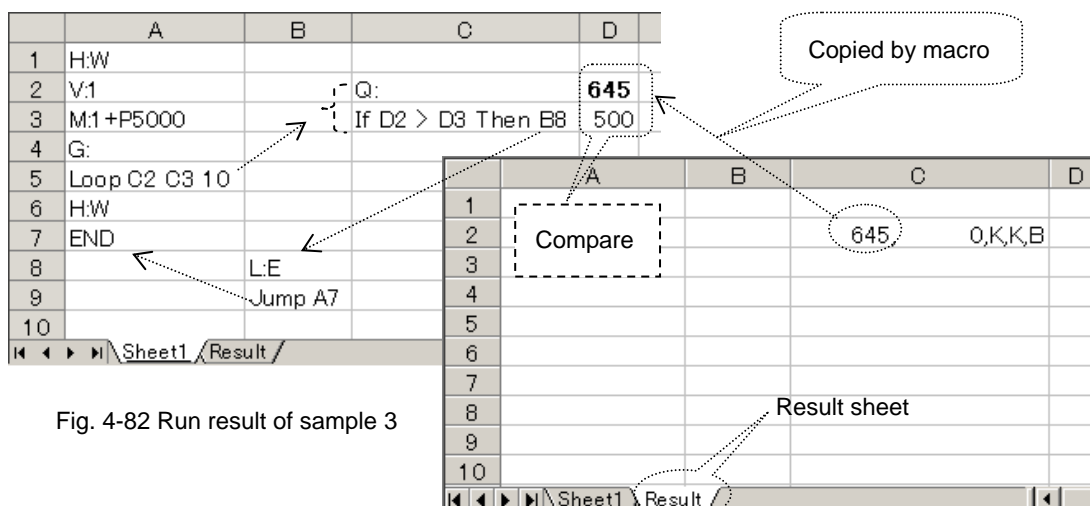 A B C D
1 H:W
2 V:1 Q: 645
3 M:1+P5000 If D2 > D3 Then B8 500
4 G:
5 Loop C2 C3 10
6 H:W
7 END
8 L:E
9 Jump A7
10
Sheet1 Result
Copied by macro
A B C D
1
2 645, 0,K,K,B
3
4
5
6
7
8
9
10
Compare
Result sheet
Sheet1 Result
Fig. 4-82 Run result of sample 3